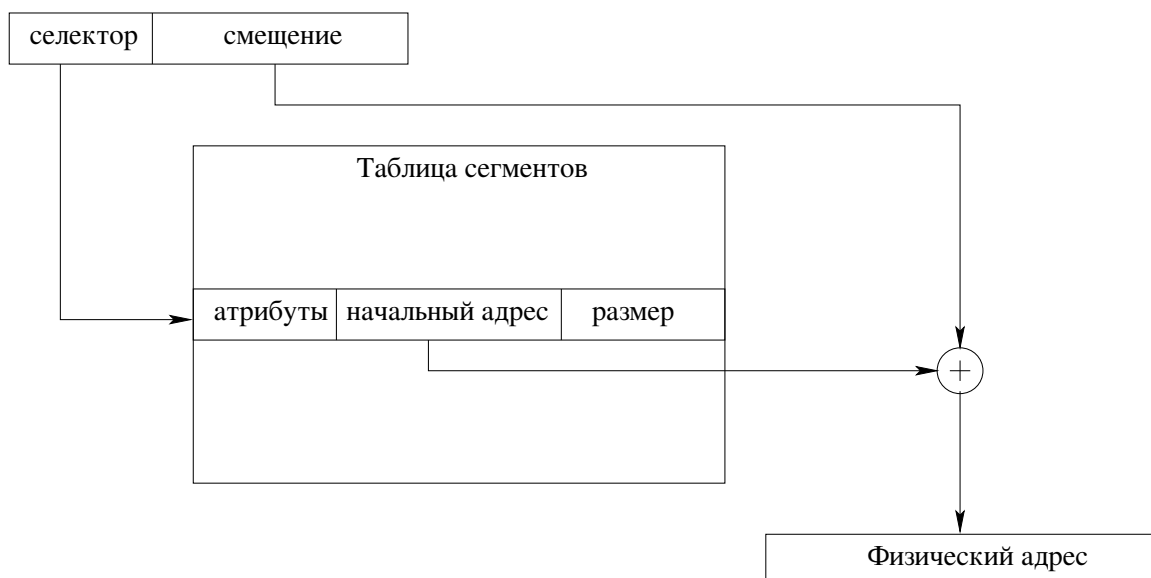 селектор смещение
Таблица сегментов
атрибуты начальный адрес размер
+
Физический адрес